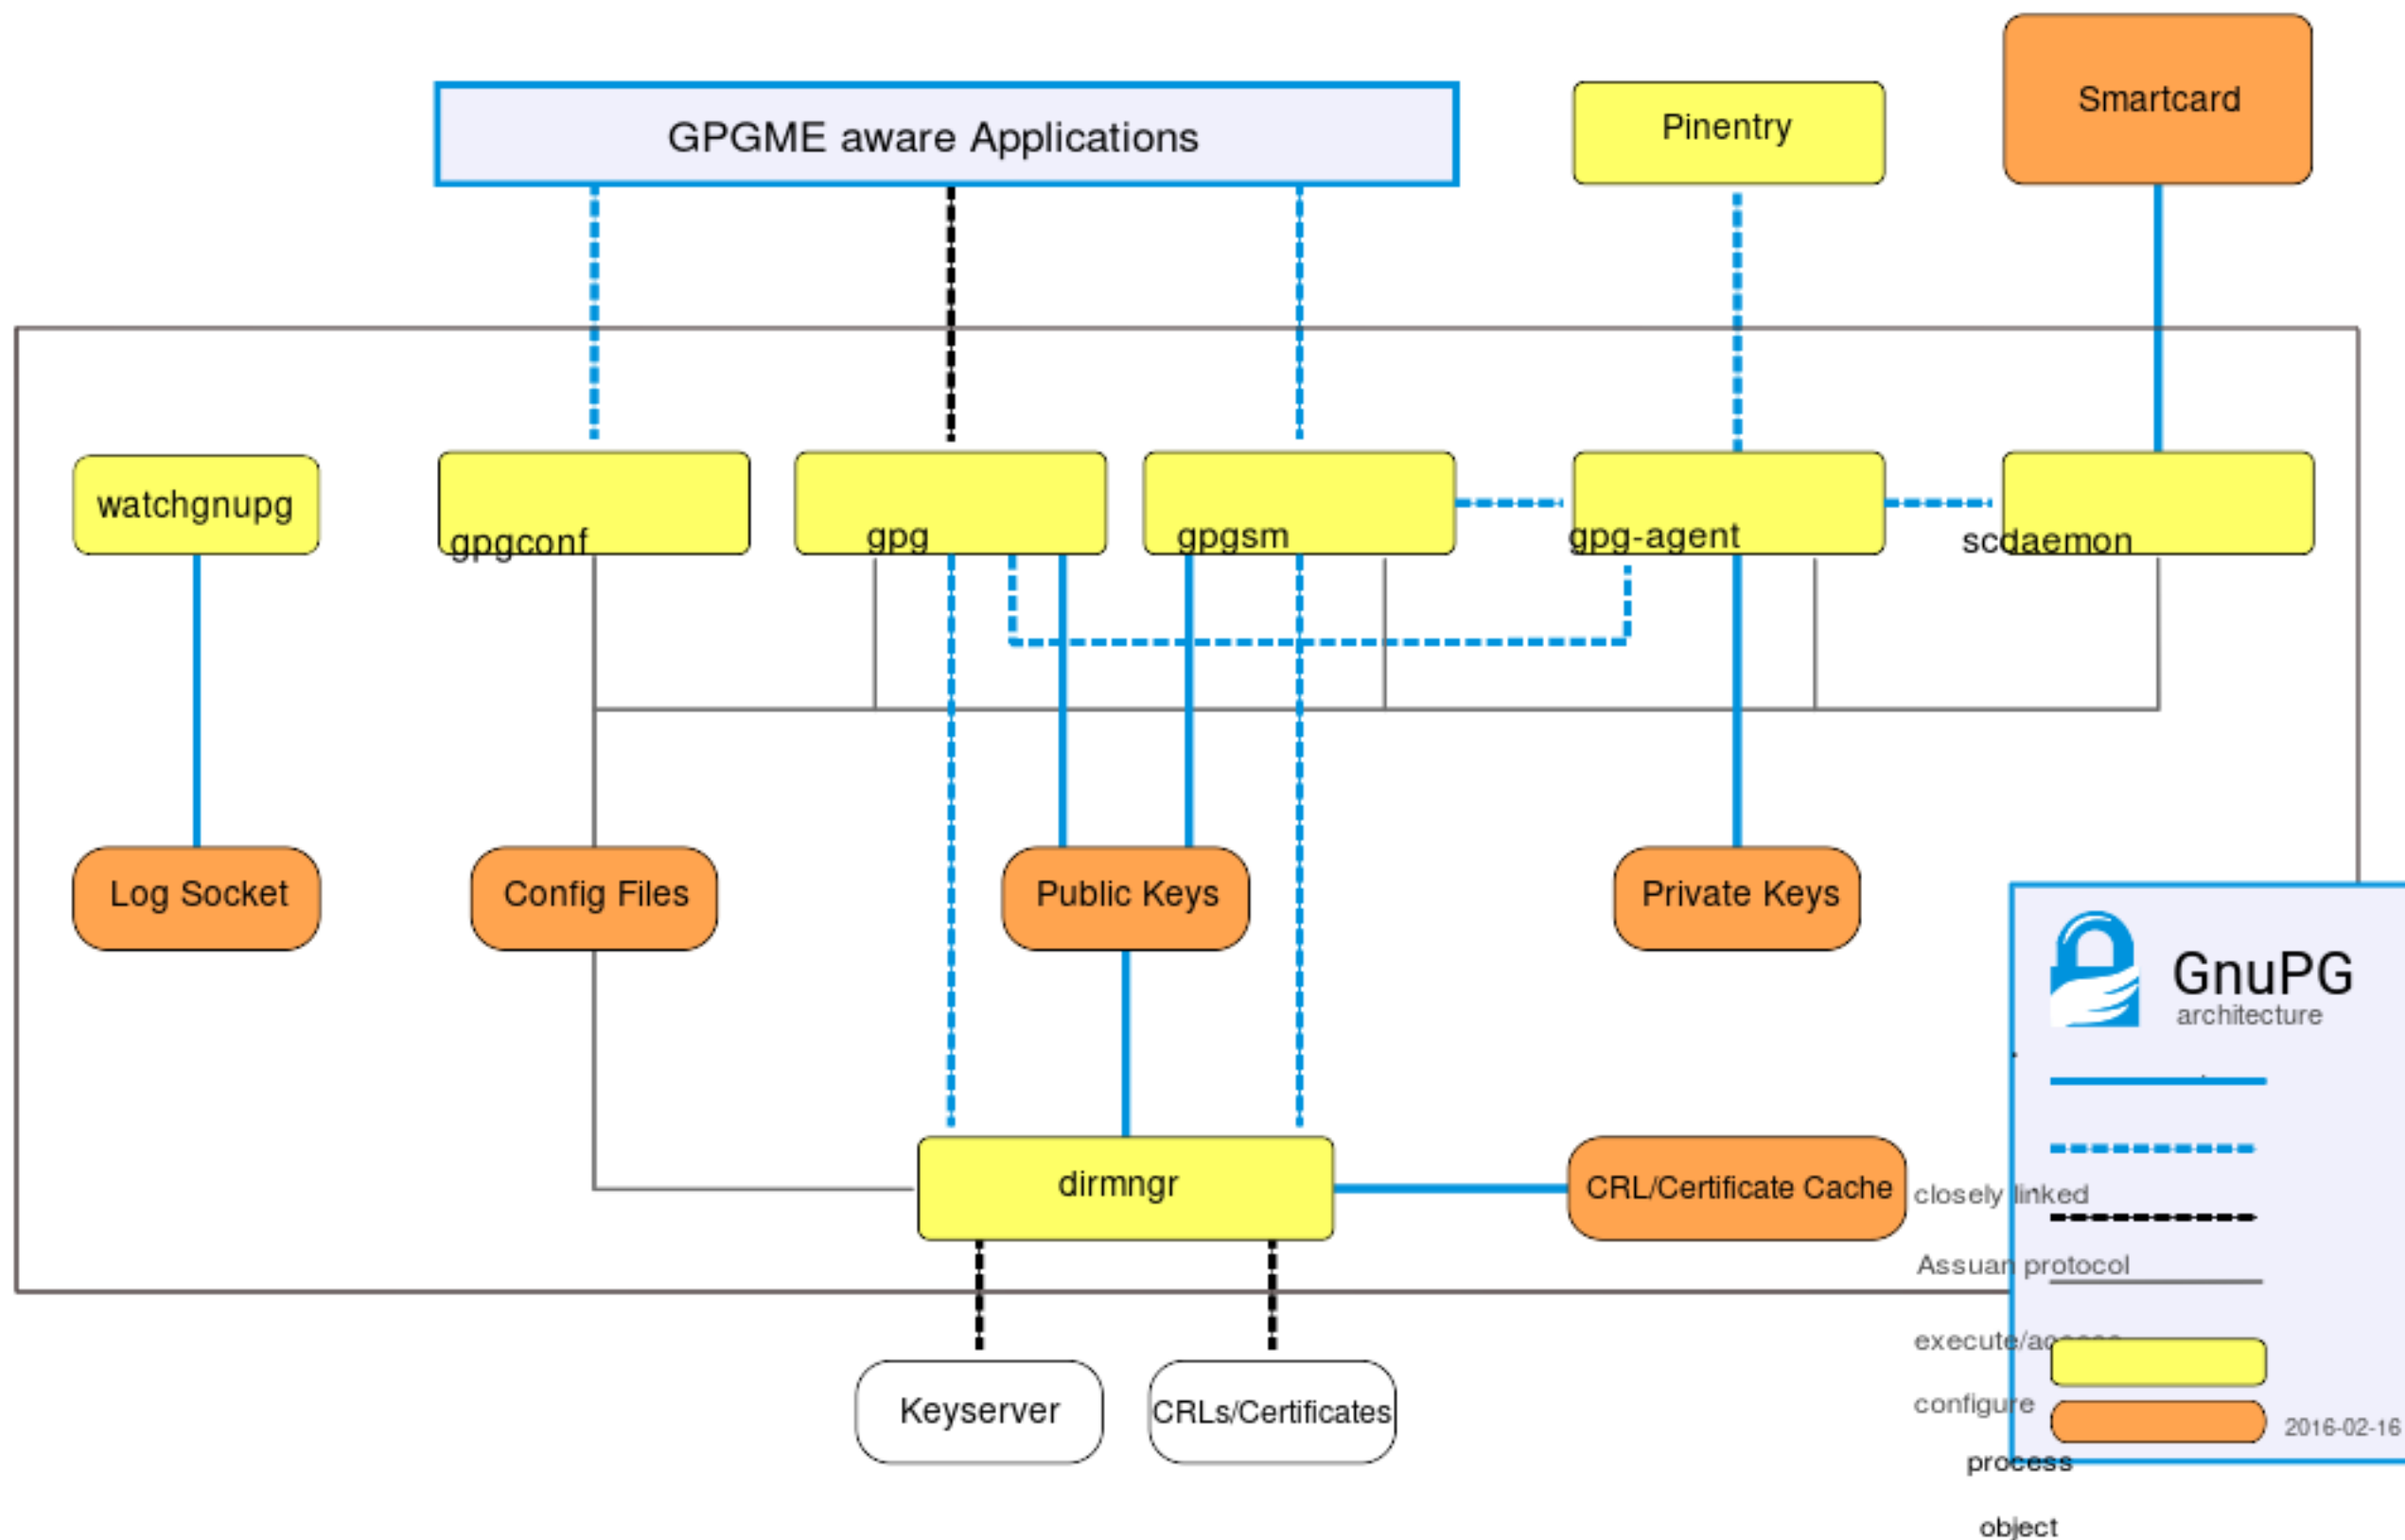 Smartcard
GPGME aware Applications
Pinentry
watchgnupg
gpgconf
gpg
gpgsm
gpg-agent
scdaemon
Log Socket
Config Files
Public Keys
Private Keys
GnuPG
architecture
dirmngr
CRL/Certificate Cache
closely linked
Assuan protocol
execute/access
configure
Keyserver
CRLs/Certificates
2016-02-16
process
object